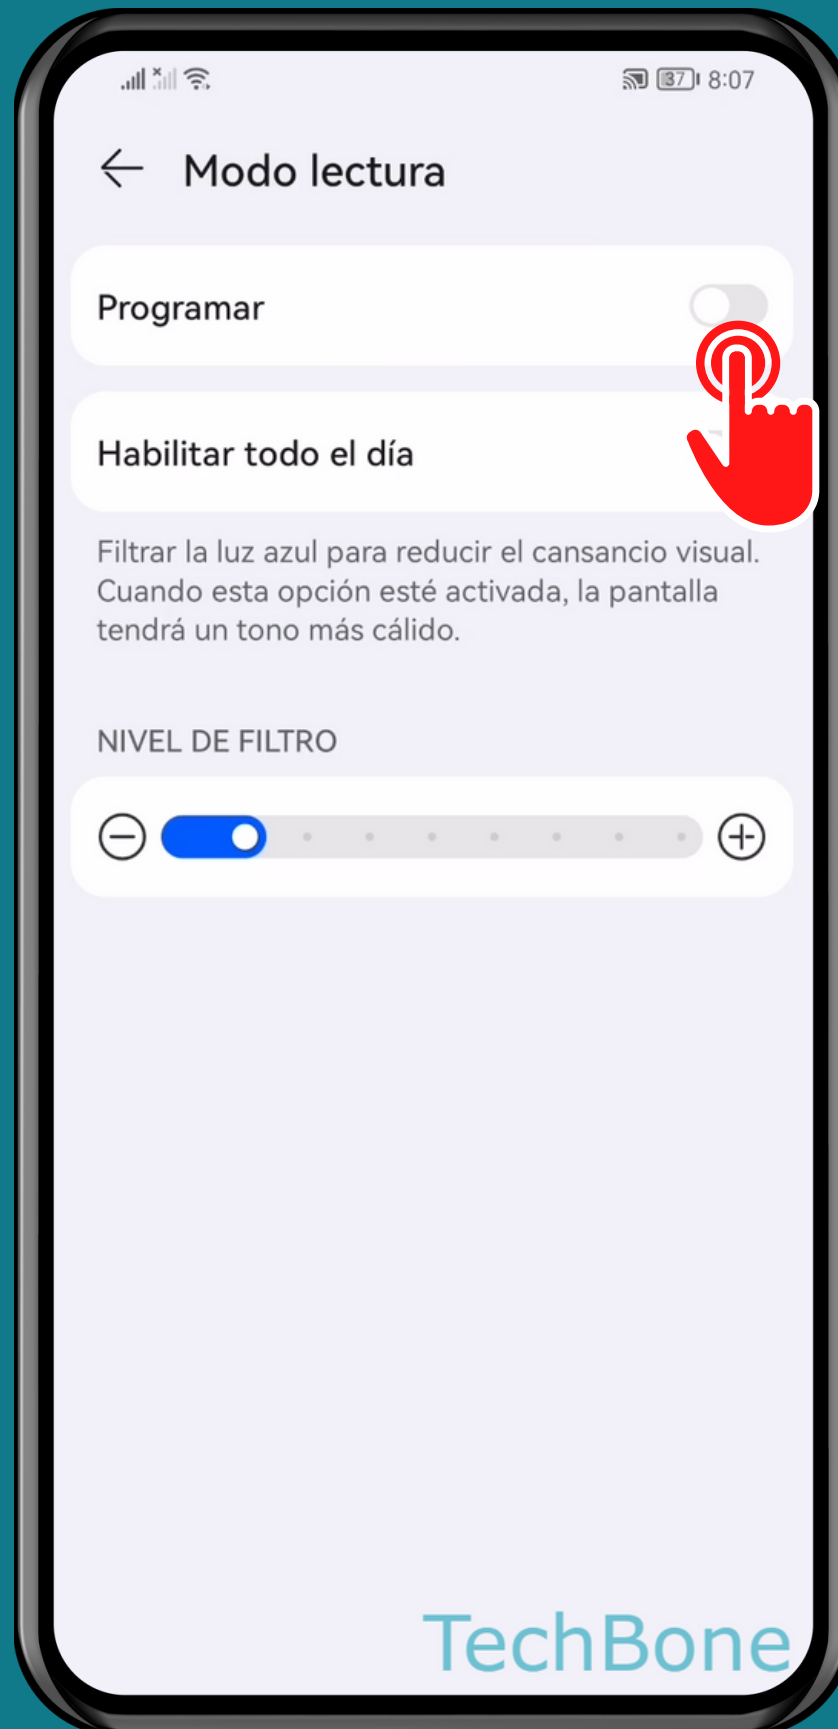 37 8:07
Modo lectura
Programar
Habilitar todo el día
Filtrar la luz azul para reducir el cansancio visual.
Cuando esta opción esté activada, la pantalla
tendrá un tono más cálido.
NIVEL DE FILTRO
TechBone